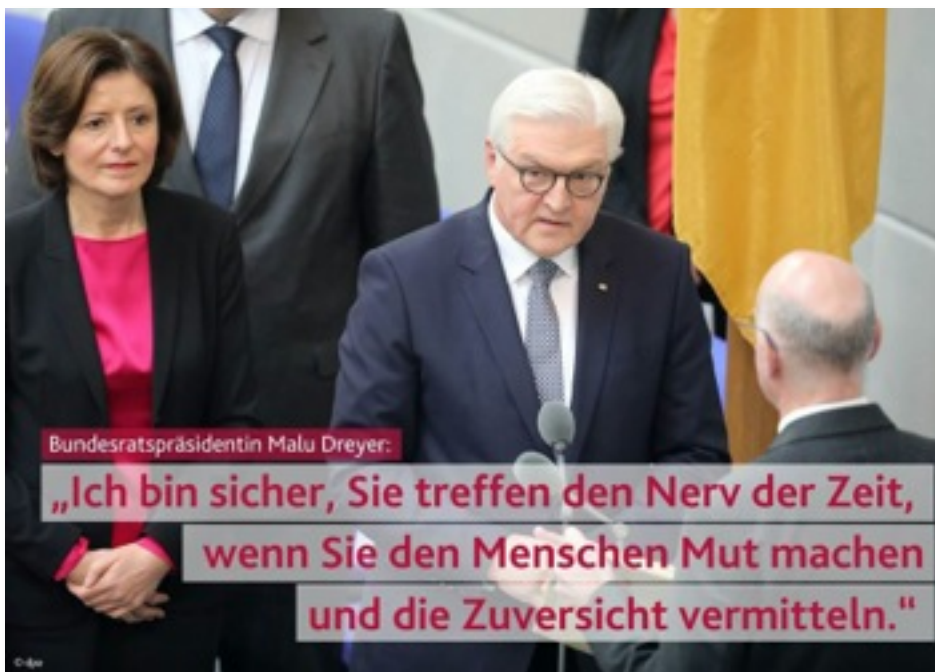 Bundesratspräsidentin Malu Dreyer:
„Ich bin sicher, Sie treffen den Nerv der Zeit,
wenn Sie den Menschen Mut machen
und die Zuversicht vermitteln.“
©dpa